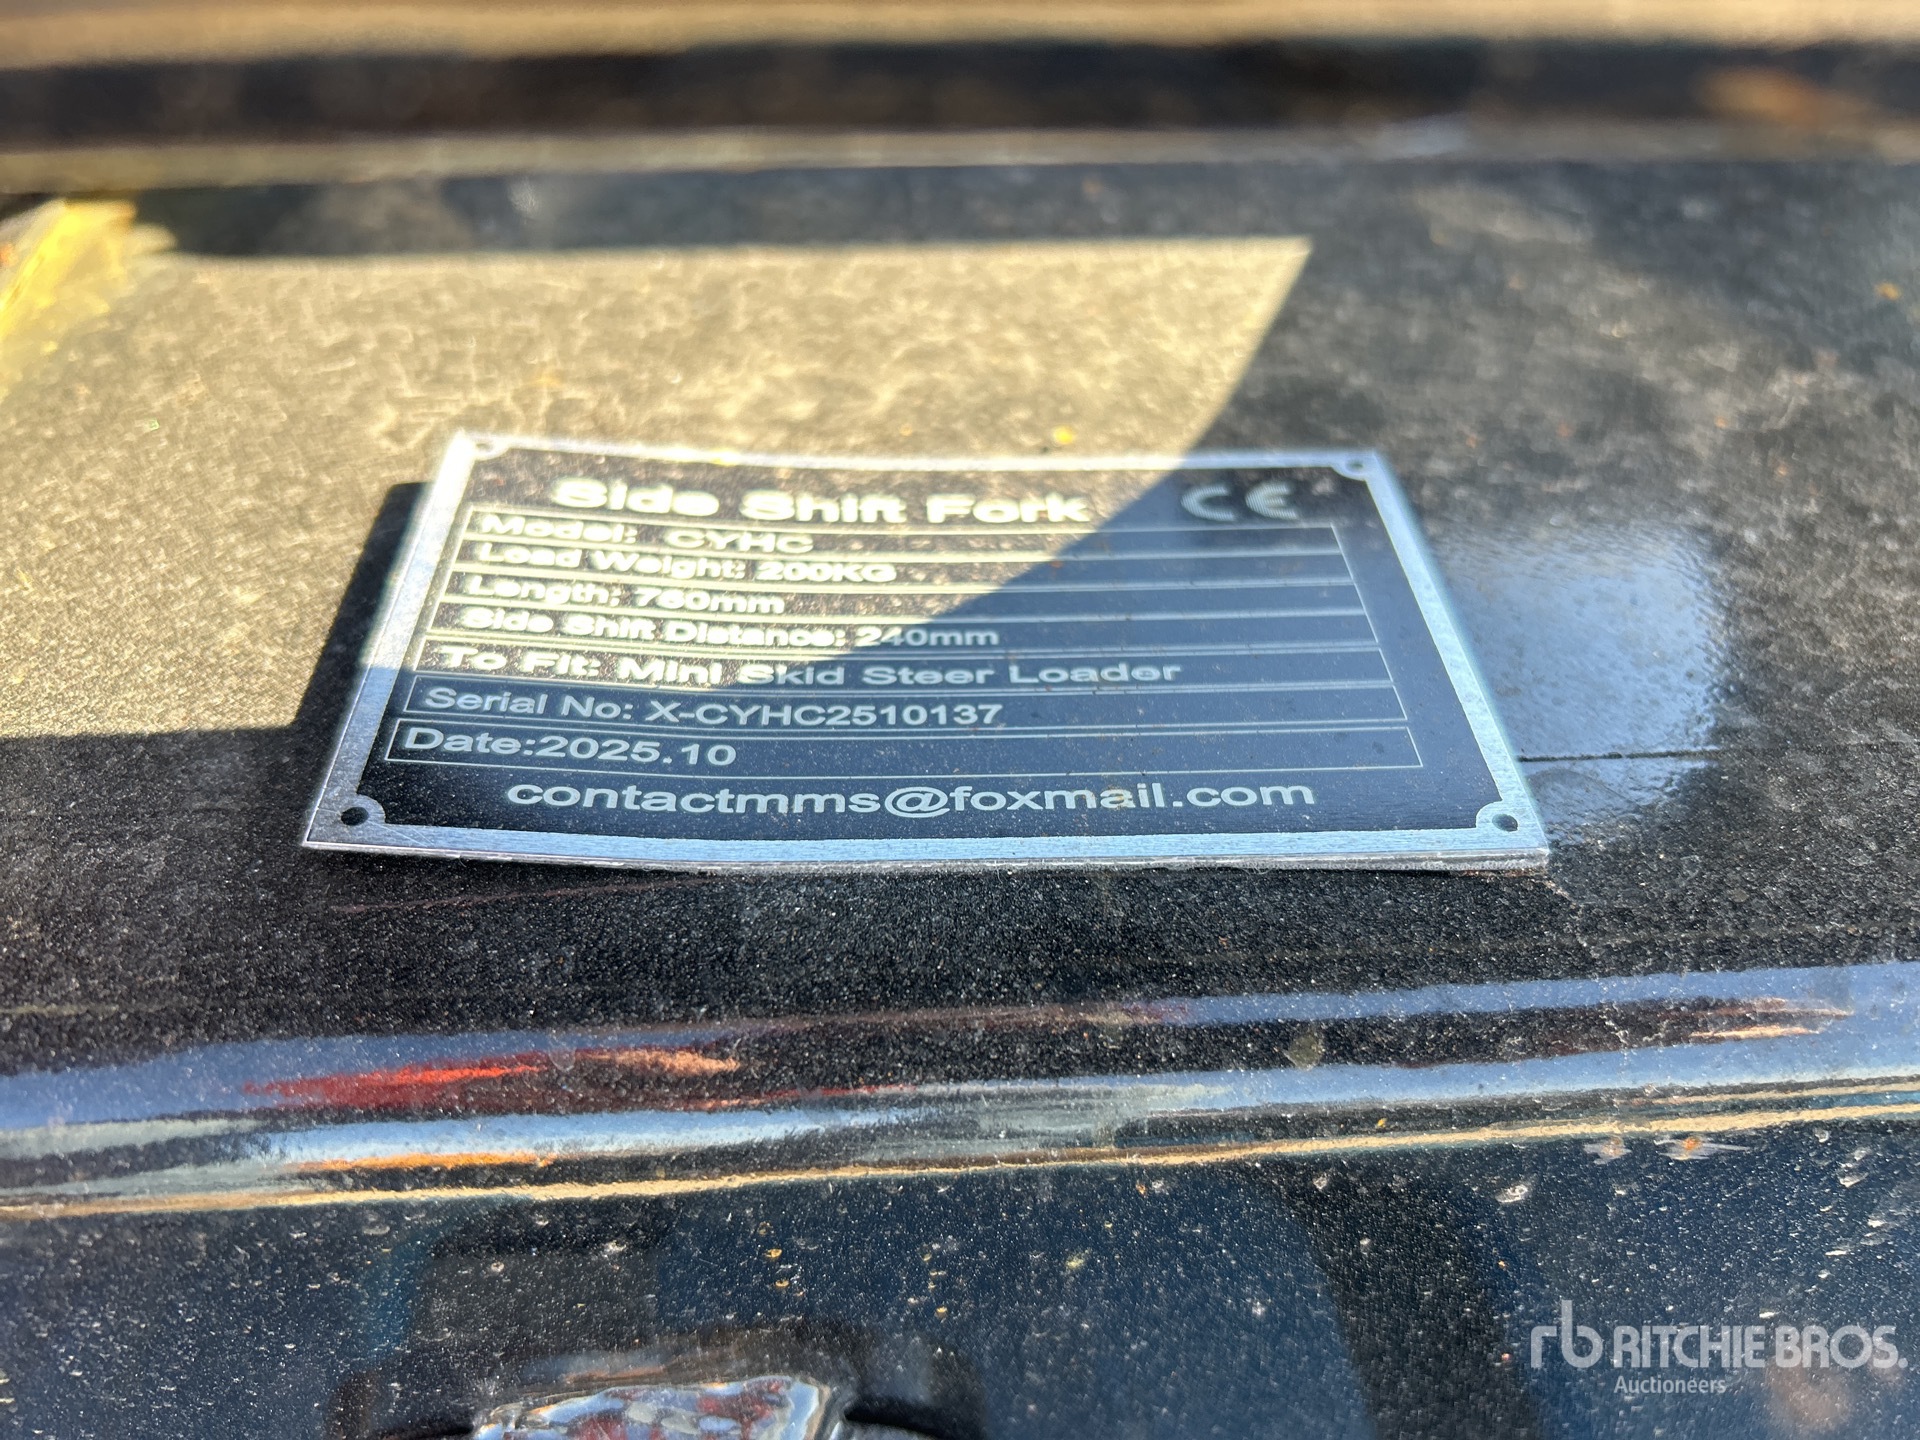 Side Shift Fork CE
Model: CYHC
Load Weight: 200KG
Length: 760mm
Side Shift Distance: 240mm
To Fit: Mini Skid Steer Loader
Serial No: X-CYHC2510137
Date:2025.10
contactmms@foxmail.com
rb RITCHIE BROS.
Auctioneers